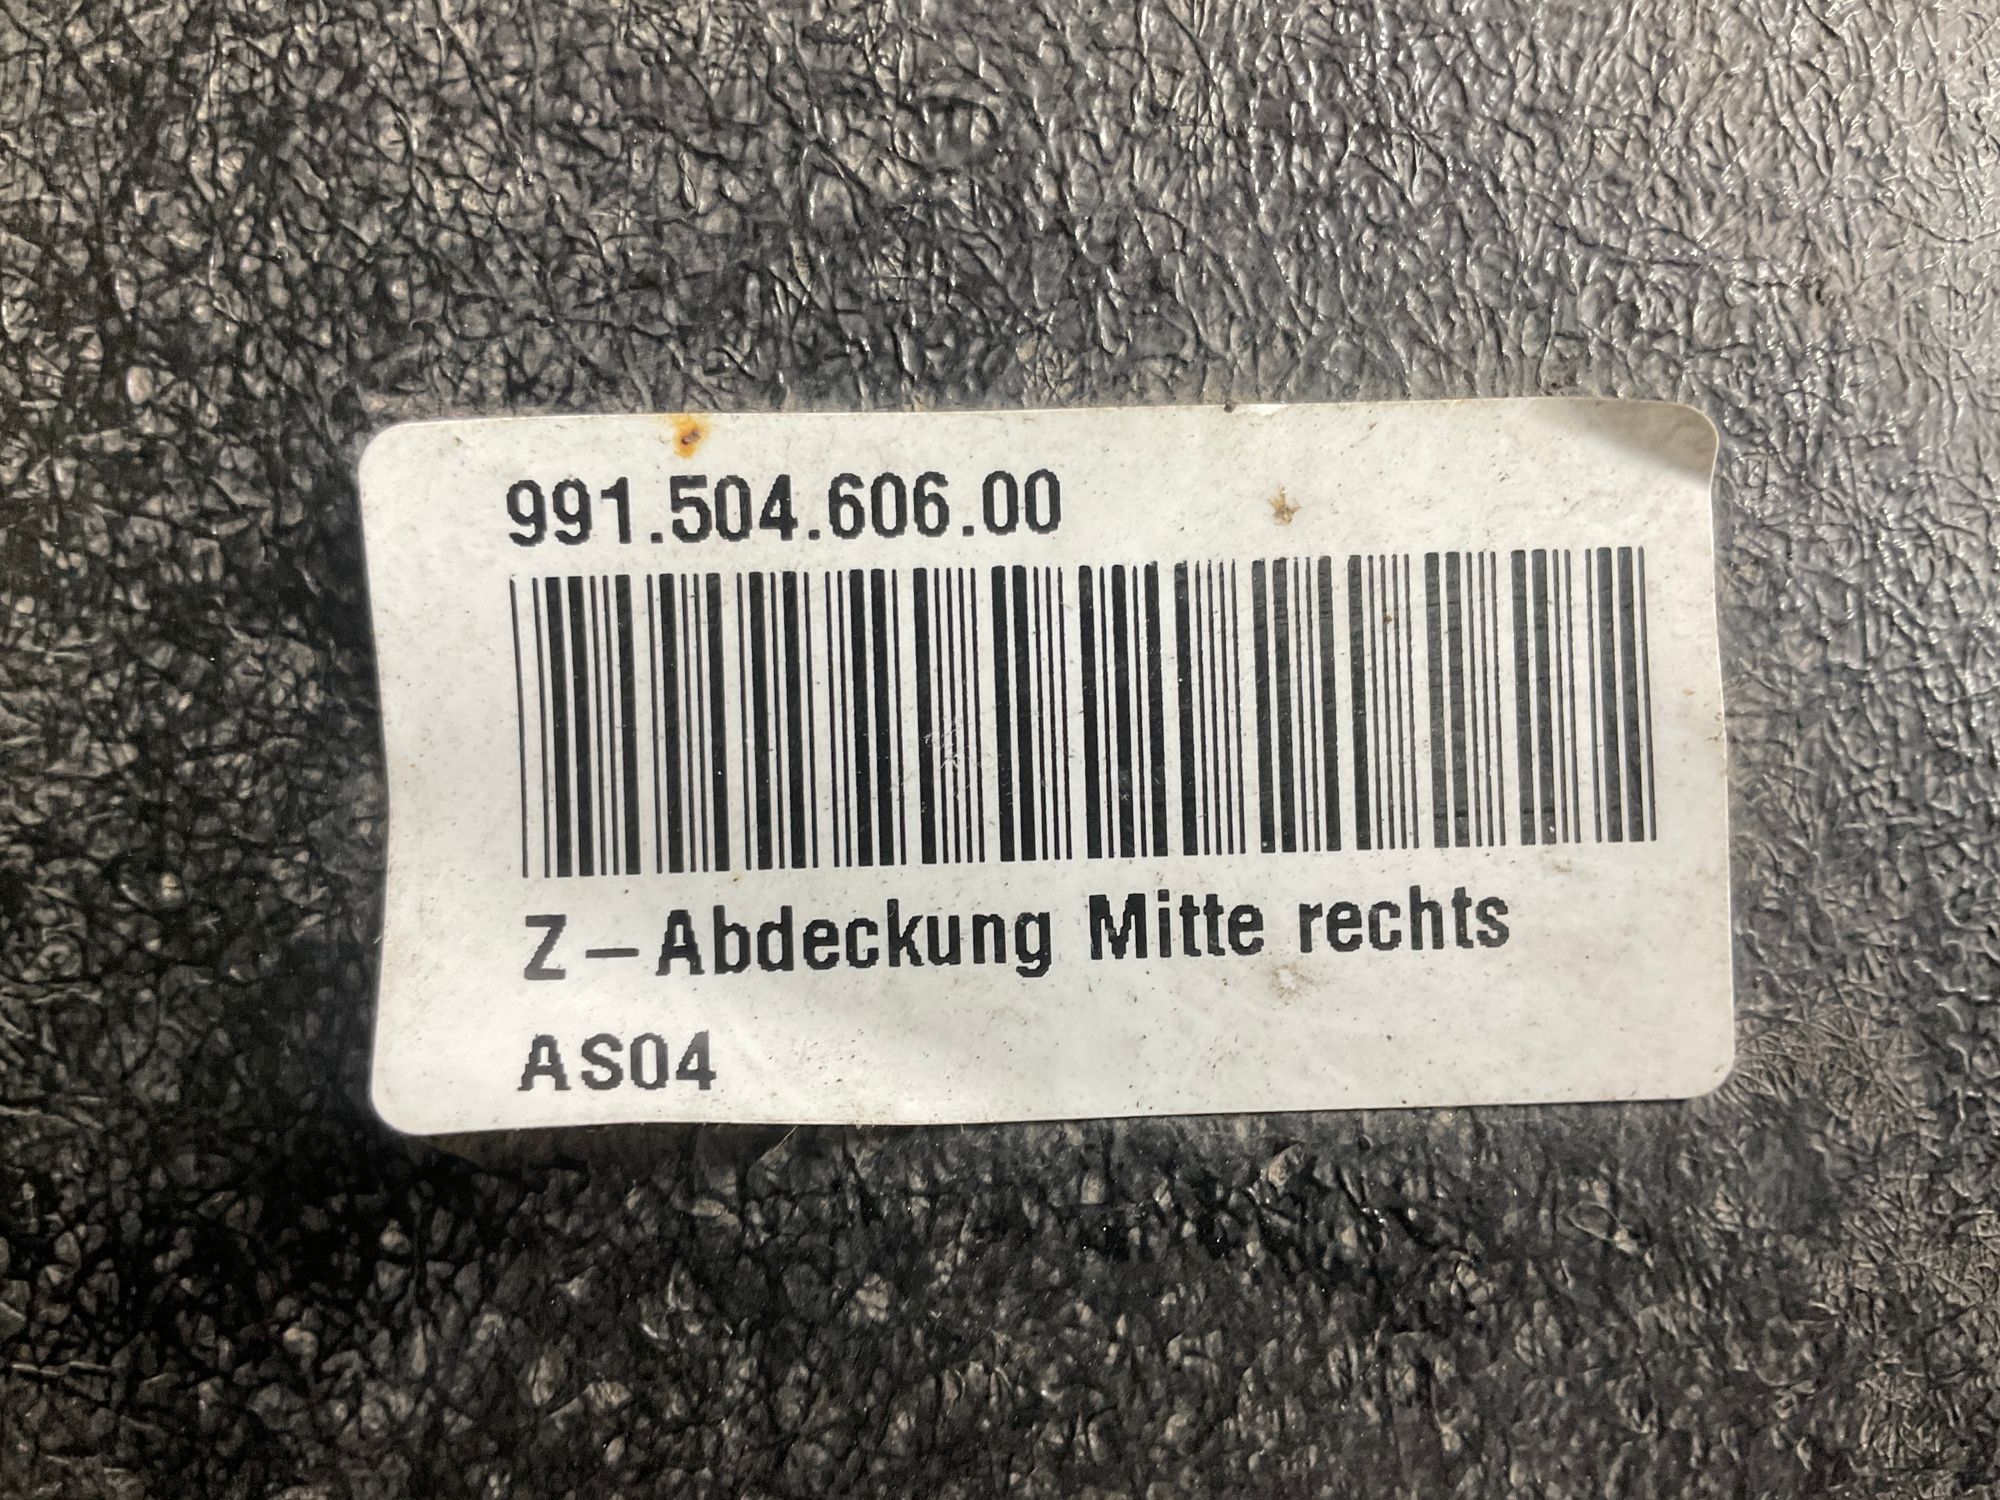 991.504.606.00
Z-Abdeckung Mitte rechts
AS04